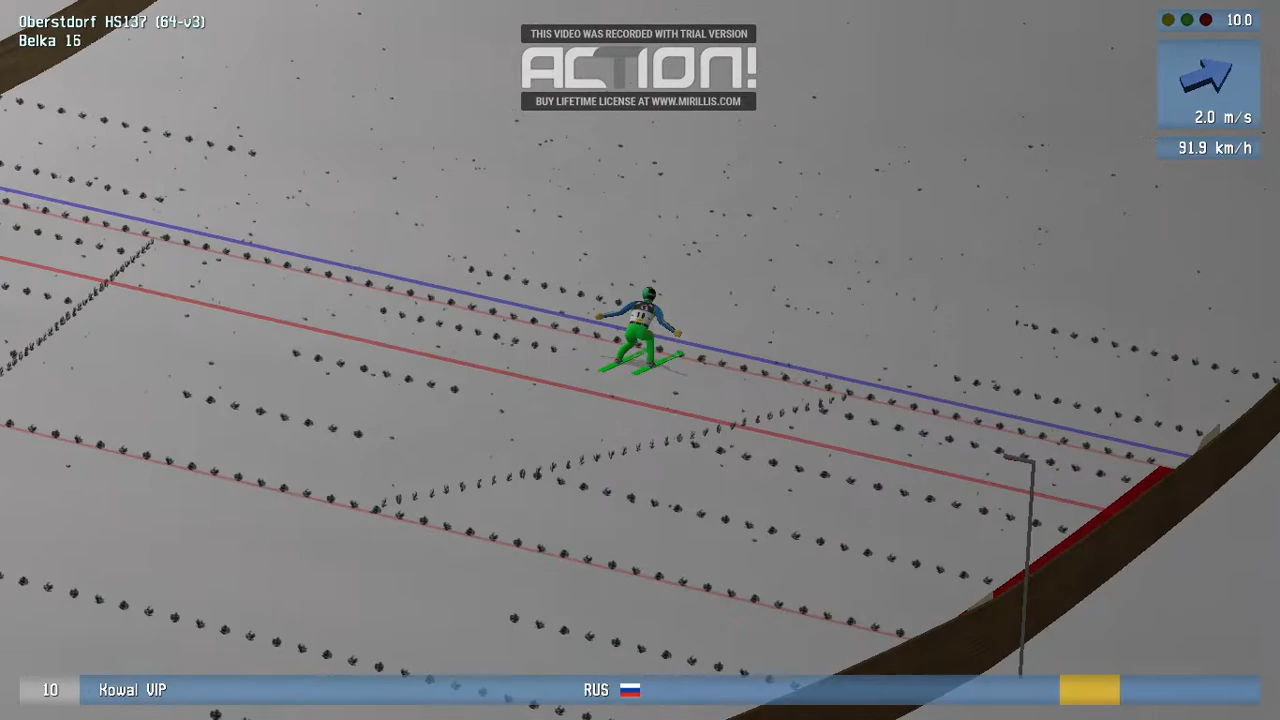 Oberstdorf HS137 (64-v3)
Belka 16
THIS VIDEO WAS RECORDED WITH TRIAL VERSION
ACTION!
BUY LIFETIME LICENSE AT WWW.MIRILLIS.COM
10.0
2.0 m/s
91.9 km/h
10
10 Kowal VIP RUS